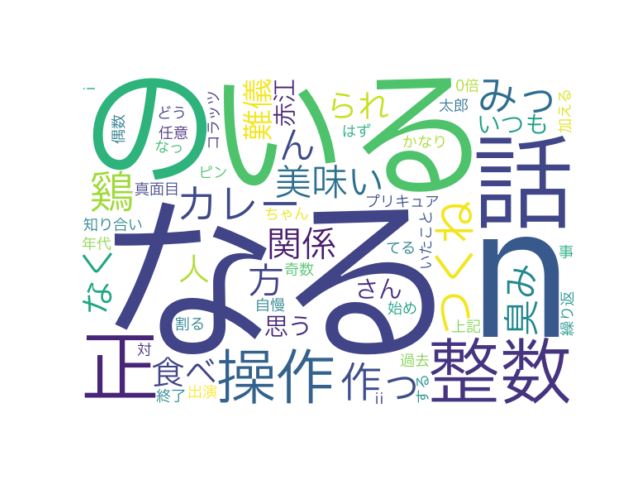 のいる
なる
話
n
正
整数
操作
作っ
カレー
美味い
関係
鶏
なく
つくね
臭み
みっ
いつも
られ
難儀
赤江
ん
方
人
思う
さん
食べ
コラッツ
どう
任意
なっ
偶数
i
ピン
真面目
知り合い
年代
ちゃん
プリキュア
はず
かなり
太郎
0倍
加える
いたこと
てる
奇数
自慢
始め
割る
対
終了
出演
ii
過去
する
上記
事
繰り返